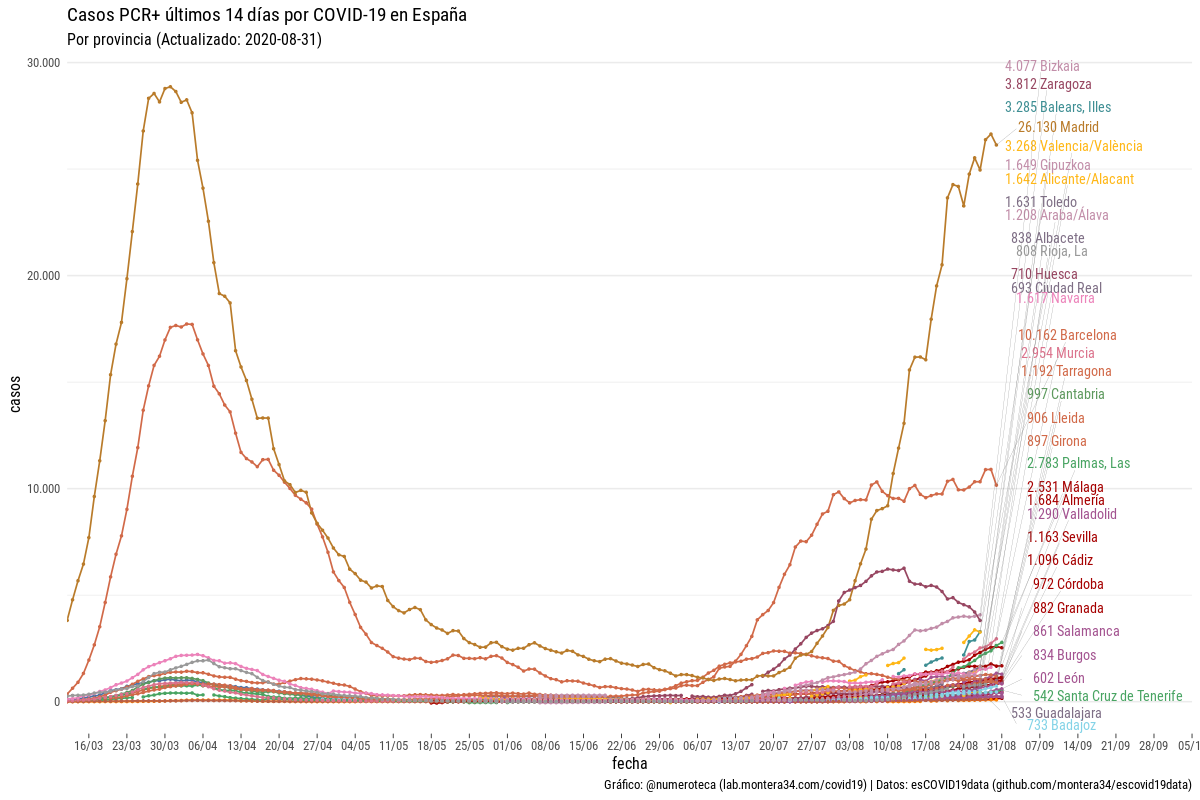 Casos PCR+ últimos 14 días por COVID-19 en España
Por provincia (Actualizado: 2020-08-31)
30.000
20.000
10.000
0
casos
4.077 Bizkaia
3.812 Zaragoza
3.285 Balears, Illes
26.130 Madrid
3.268 Valencia/València
1.649 Gipuzkoa
1.642 Alicante/Alacant
1.631 Toledo
1.208 Araba/Álava
838 Albacete
808 Rioja, La
710 Huesca
693 Ciudad Real
1.617 Navarra
10.162 Barcelona
2.954 Murcia
1.192 Tarragona
997 Cantabria
906 Lleida
897 Girona
2.783 Palmas, Las
2.531 Málaga
1.684 Almería
1.290 Valladolid
1.163 Sevilla
1.096 Cádiz
972 Córdoba
882 Granada
861 Salamanca
834 Burgos
602 León
542 Santa Cruz de Tenerife
533 Guadalajara
733 Badajoz
16/03 23/03 30/03 06/04 13/04 20/04 27/04 04/05 11/05 18/05 25/05 01/06 08/06 15/06 22/06 29/06 06/07 13/07 20/07 27/07 03/08 10/08 17/08 24/08 31/08 07/09 14/09 21/09 28/09 05/1
fecha
Gráfico: @numeroteca (lab.montera34.com/covid19) | Datos: esCOVID19data (github.com/montera34/escovid19data)